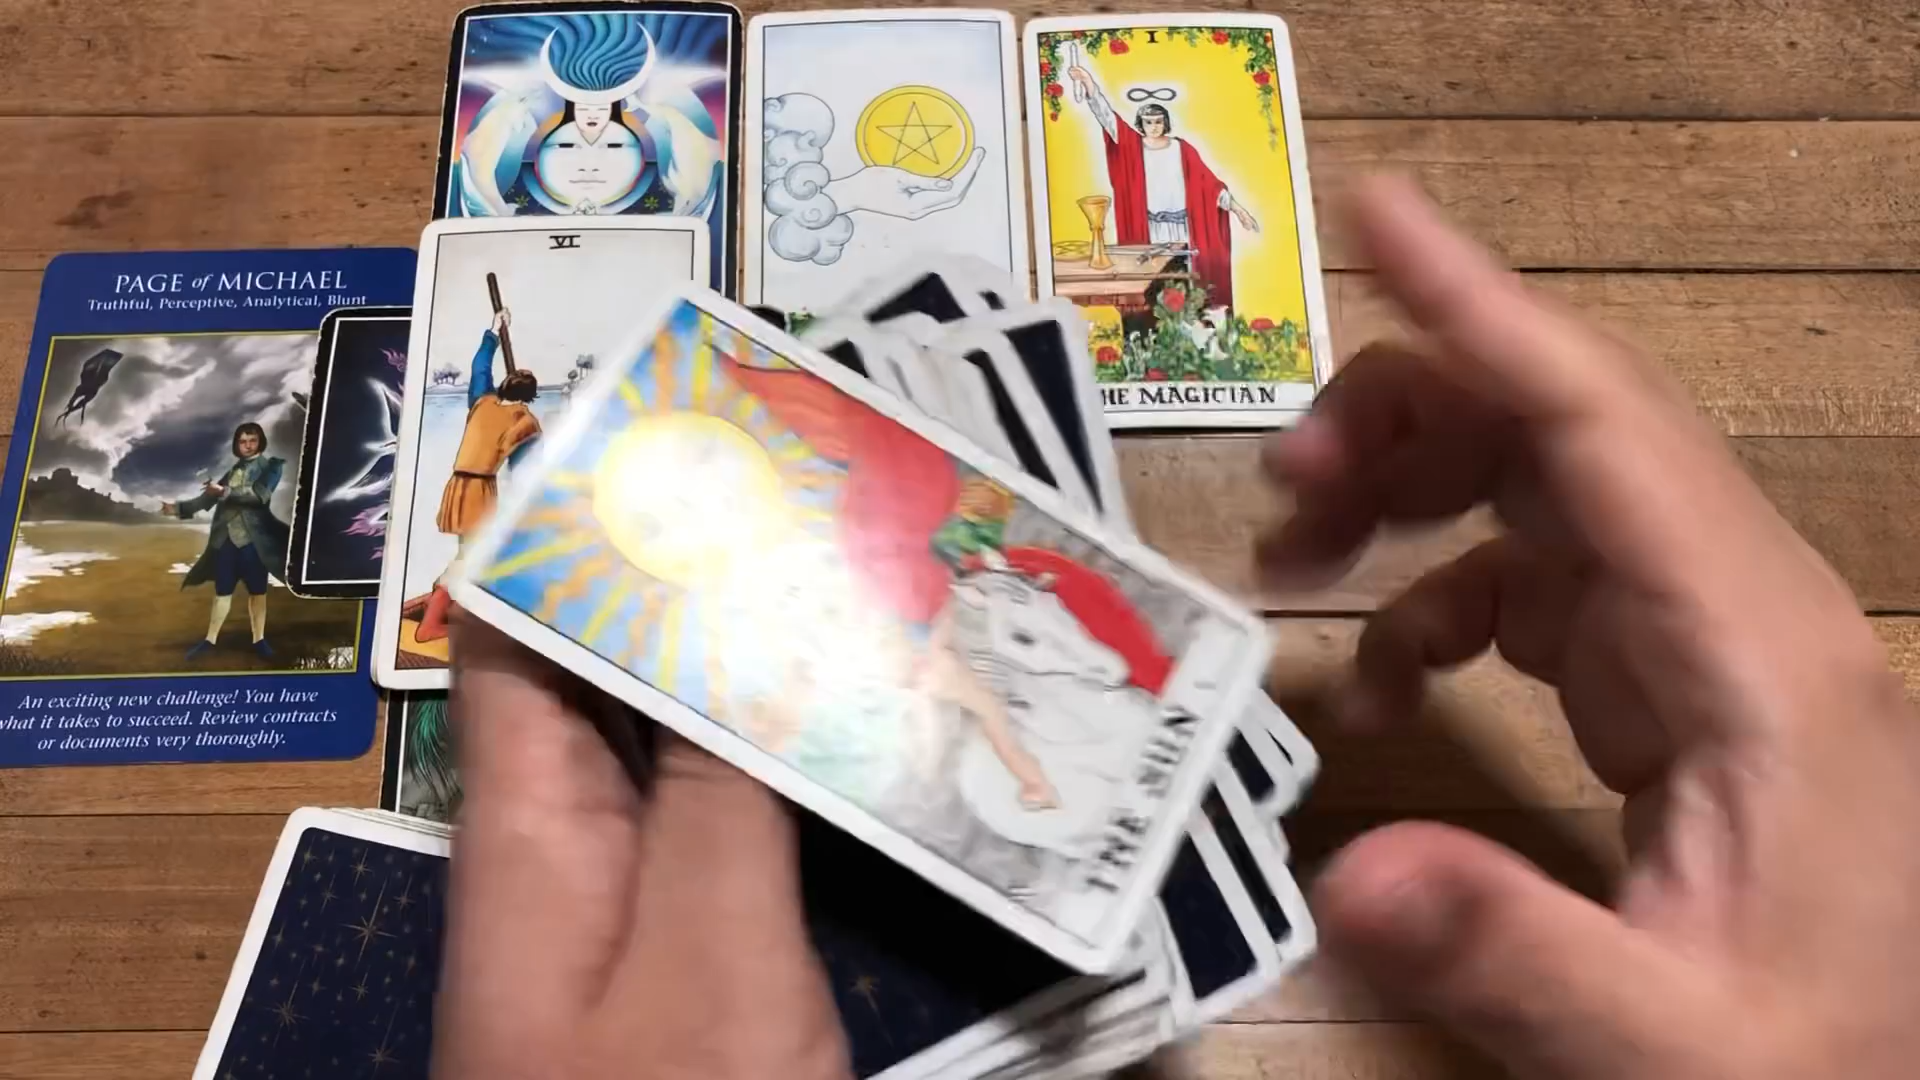 I
VI
PAGE of MICHAEL
Truthful, Perceptive, Analytical, Blunt
HE MAGICIAN
An exciting new challenge! You have
what it takes to succeed. Review contracts
or documents very thoroughly.
THE SUN